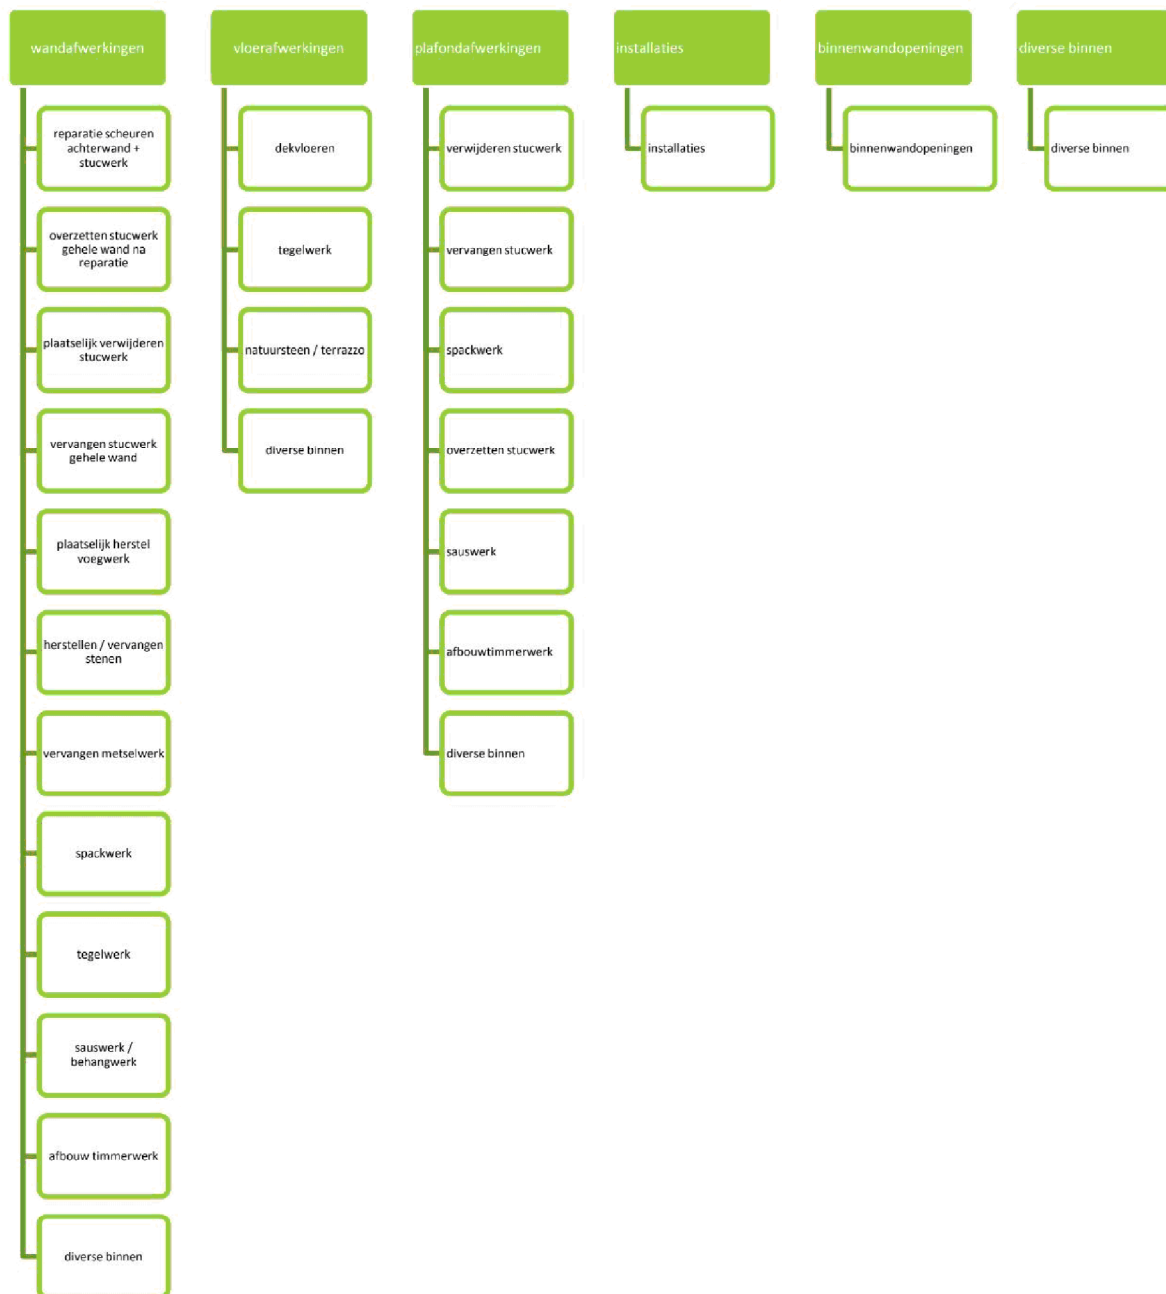 wandafwerkingen
reparatie scheuren
achterwand +
stucwerk
overzetten stucwerk
gehele wand na
reparatie
plaatselijk verwijderen
stucwerk
vervangen stucwerk
gehele wand
plaatselijk herstel
voegwerk
herstellen / vervangen
stenen
vervangen metselwerk
spackwerk
tegelwerk
sauswerk /
behangwerk
afbouw timmerwerk
diverse binnen
vloerafwerkingen
dekvloeren
tegelwerk
natuursteen / terrazzo
diverse binnen
plafondafwerkingen
verwijderen stucwerk
vervangen stucwerk
spackwerk
overzetten stucwerk
sauswerk
afbouwtimmerwerk
diverse binnen
installaties
installaties
binnenwandopeningen
binnenwandopeningen
diverse binnen
diverse binnen